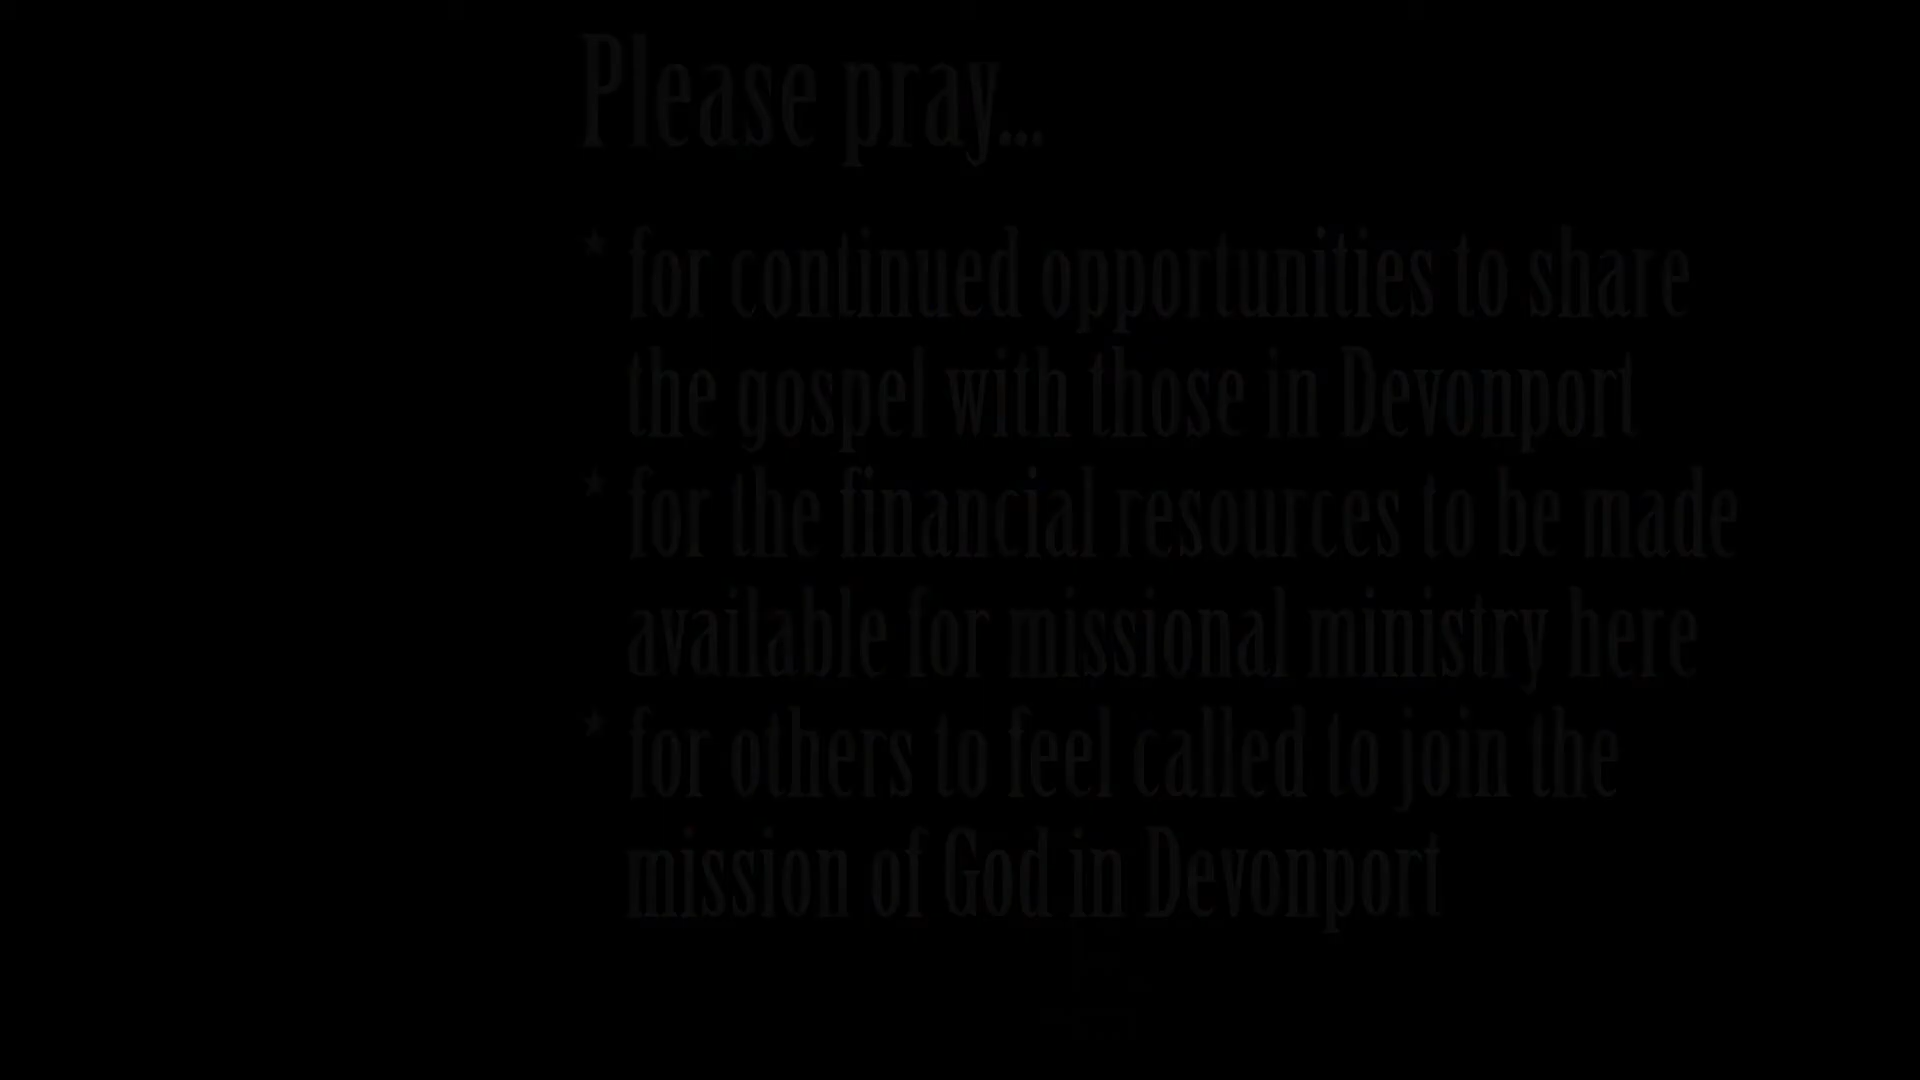 Please pray...
* for continued opportunities to share
the gospel with those in Devonport
* for the financial resources to be made
available for missional ministry here
* for others to feel called to join the
mission of God in Devonport